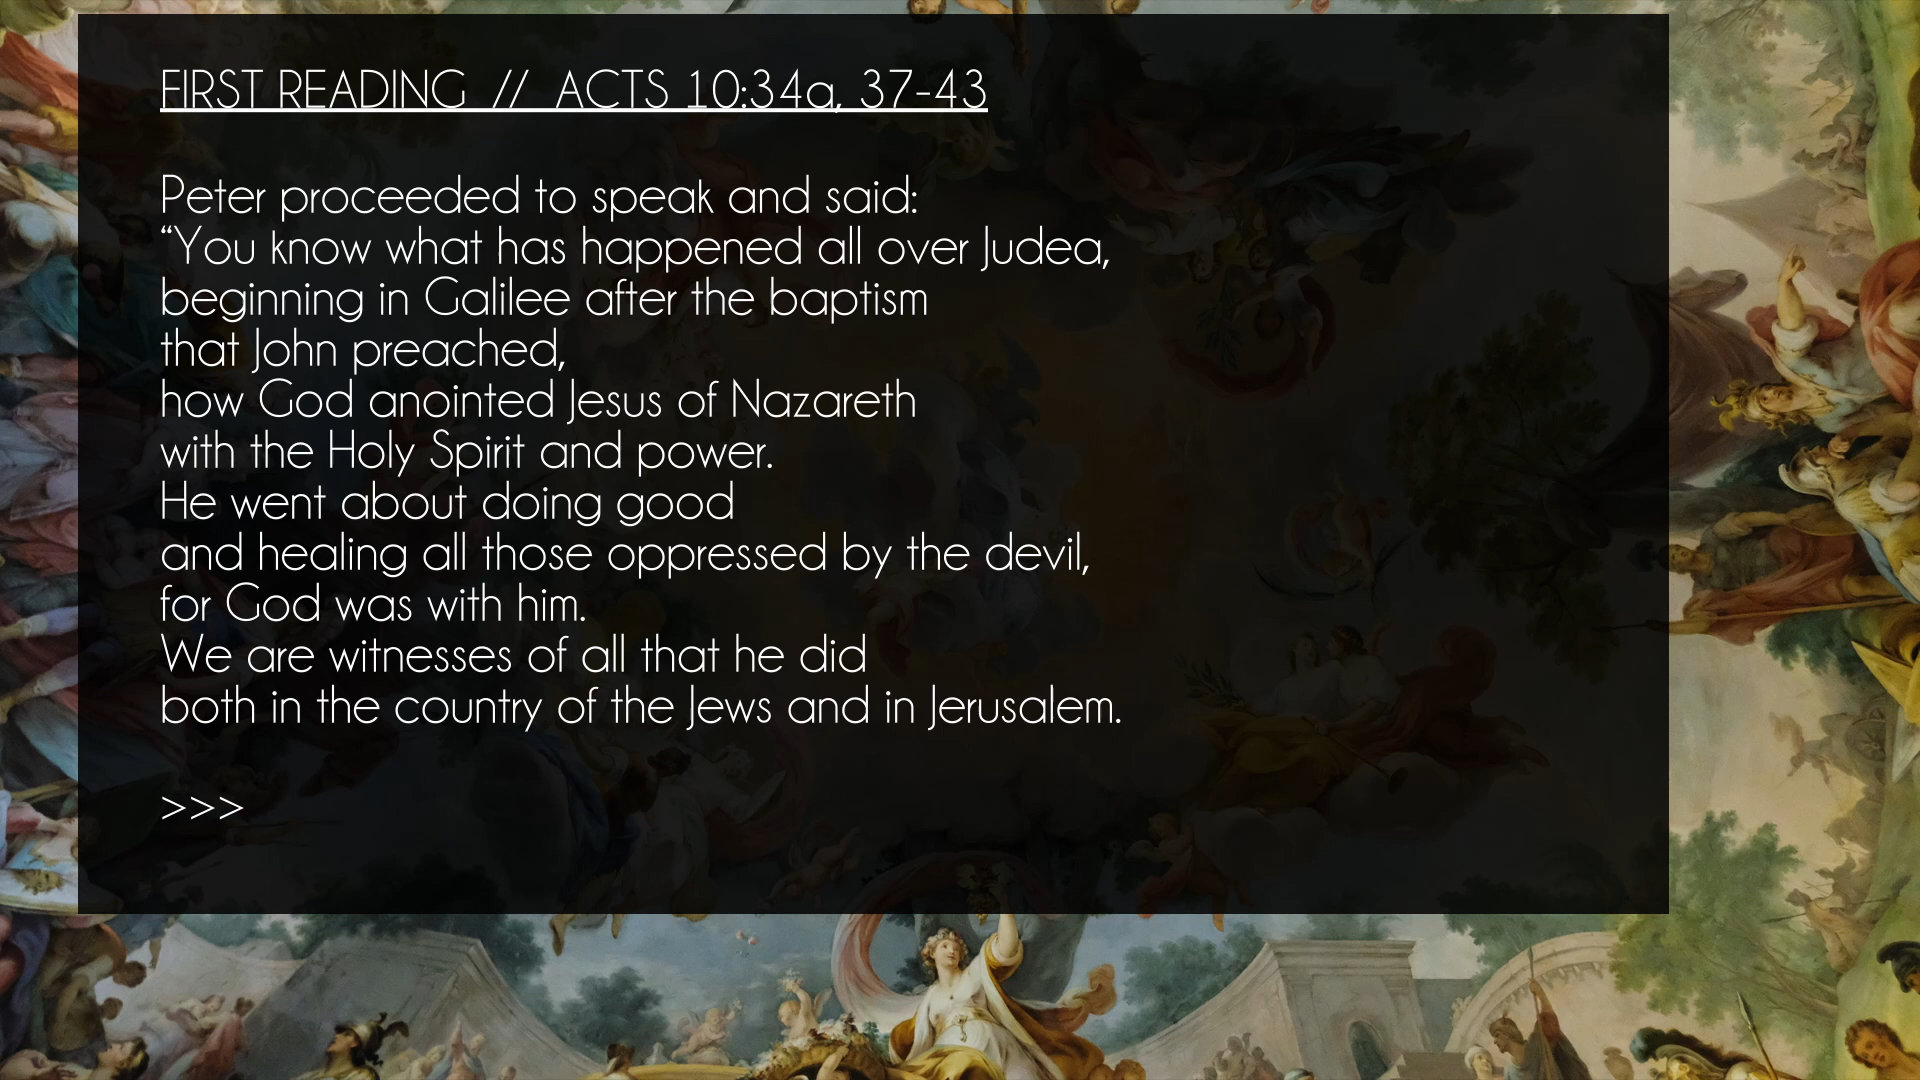 FIRST READING // ACTS 10:34a, 37-43
Peter proceeded to speak and said:
“You know what has happened all over Judea,
beginning in Galilee after the baptism
that John preached,
how God anointed Jesus of Nazareth
with the Holy Spirit and power.
He went about doing good
and healing all those oppressed by the devil,
for God was with him.
We are witnesses of all that he did
both in the country of the Jews and in Jerusalem.
>>>